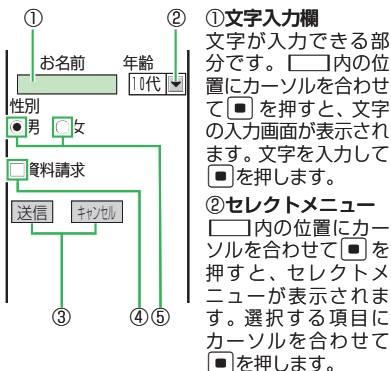 ① ②
お名前 年齢
10代
性別
男 女
資料請求
送信 キャンセル
③ ④⑤
①文字入力欄
文字が入力できる部
分です。 内の位
置にカーソルを合わせ
て を押すと、文字
の入力画面が表示され
ます。文字を入力して
を押します。
②セレクトメニュー
内の位置にカー
ソルを合わせて を
押すと、セレクトメ
ニューが表示されま
す。選択する項目に
カーソルを合わせて
を押します。